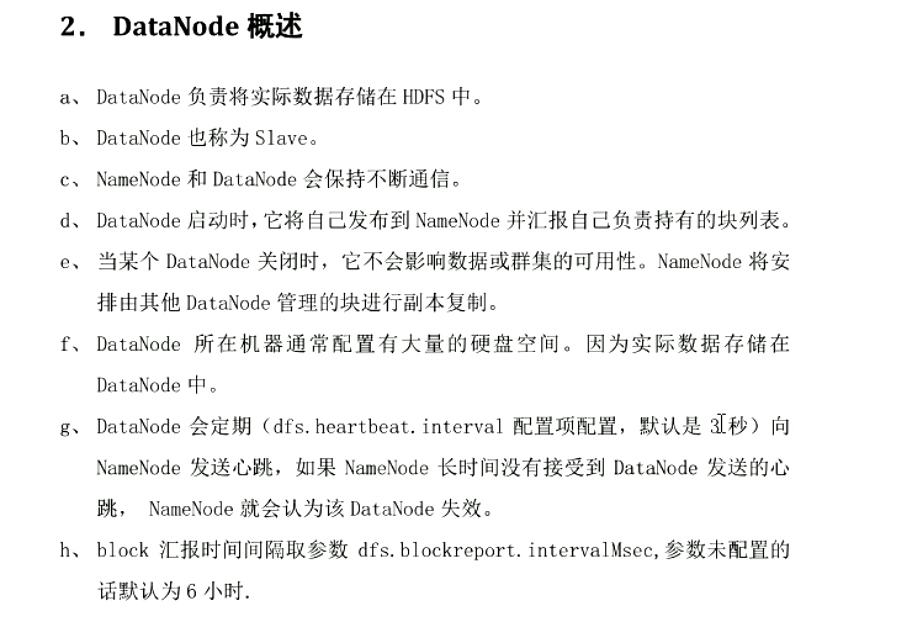 2. DataNode 概述
a、 DataNode 负责将实际数据存储在 HDFS 中。
b、 DataNode 也称为 Slave。
c、 NameNode 和 DataNode 会保持不断通信。
d、 DataNode 启动时,它将自己发布到 NameNode 并汇报自己负责持有的块列表。
e、 当某个 DataNode 关闭时，它不会影响数据或群集的可用性。NameNode 将安
排由其他 DataNode 管理的块进行副本复制。
f、 DataNode 所在机器通常配置有大量的硬盘空间。因为实际数据存储在
DataNode 中。
g、 DataNode 会定期（dfs.heartbeat.interval 配置项配置，默认是 3 秒）向
NameNode 发送心跳，如果 NameNode 长时间没有接受到 DataNode 发送的心
跳， NameNode 就会认为该 DataNode 失效。
h、 block 汇报时间间隔取参数 dfs.blockreport.intervalMsec,参数未配置的
话默认为 6 小时.